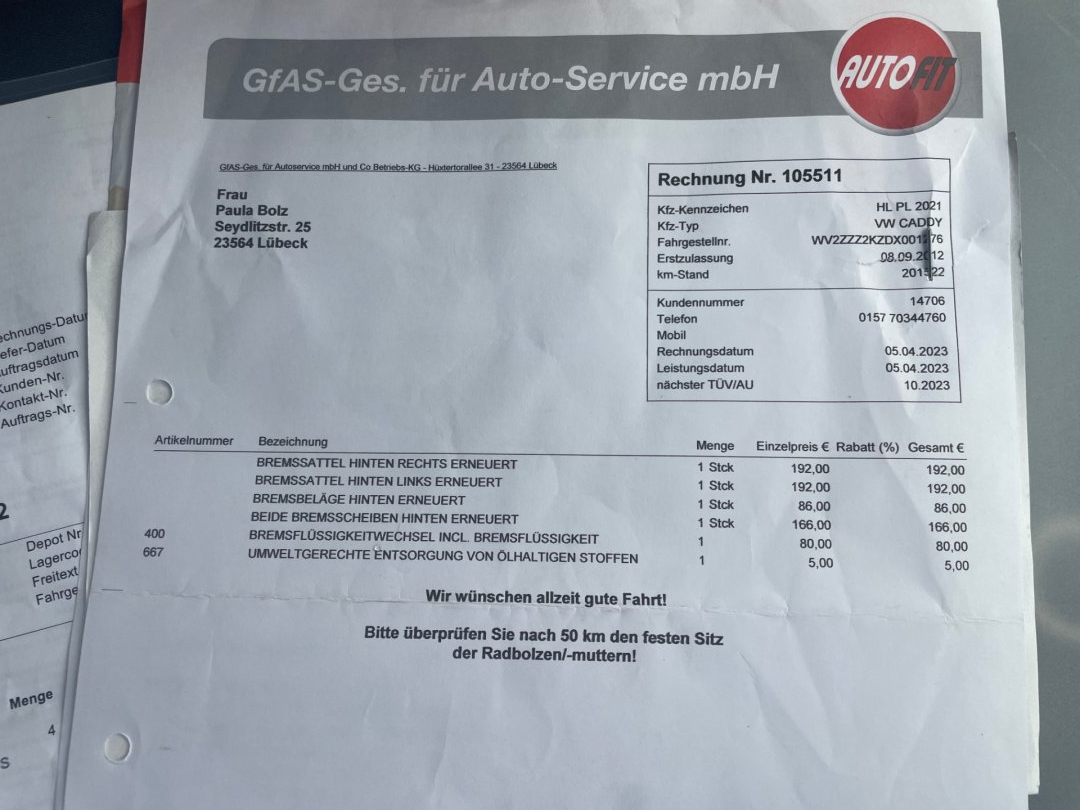 GfAS-Ges. für Auto-Service mbH
AUTOFIT
GfAS-Ges. für Autoservice mbH und Co Betriebs-KG - Hüxtertorallee 31 - 23564 Lübeck
Frau
Paula Bolz
Seydlitzstr. 25
23564 Lübeck
Rechnung Nr. 105511
Kfz-Kennzeichen HL PL 2021
Kfz-Typ VW CADDY
Fahrgestellnr.
Erstzulassung 08.09.2012
km-Stand
Kundennummer 14706
Telefon 0157 70344760
Mobil
Rechnungsdatum 05.04.2023
Leistungsdatum 05.04.2023
nächster TÜV/AU 10.2023
Artikelnummer Bezeichnung Menge Einzelpreis € Rabatt (%) Gesamt €
BREMSSATTEL HINTEN RECHTS ERNEUERT 1 Stck 192,00 192,00
BREMSSATTEL HINTEN LINKS ERNEUERT 1 Stck 192,00 192,00
BREMSBELÄGE HINTEN ERNEUERT 1 Stck 86,00 86,00
BEIDE BREMSSCHEIBEN HINTEN ERNEUERT 1 Stck 166,00 166,00
400 BREMSFLÜSSIGKEITWECHSEL INCL. BREMSFLÜSSIGKEIT 1 80,00 80,00
667 UMWELTGERECHTE ENTSORGUNG VON ÖLHALTIGEN STOFFEN 1 5,00 5,00
Wir wünschen allzeit gute Fahrt!
Bitte überprüfen Sie nach 50 km den festen Sitz
der Radbolzen/-muttern!
echnungs-Datu
efer-Datum
uftragsdatum
Kunden-Nr.
Kontakt-Nr.
Auftrags-Nr.
2
Depot Nr
Lagerco
Freitext
Fahrge
Menge
4
s